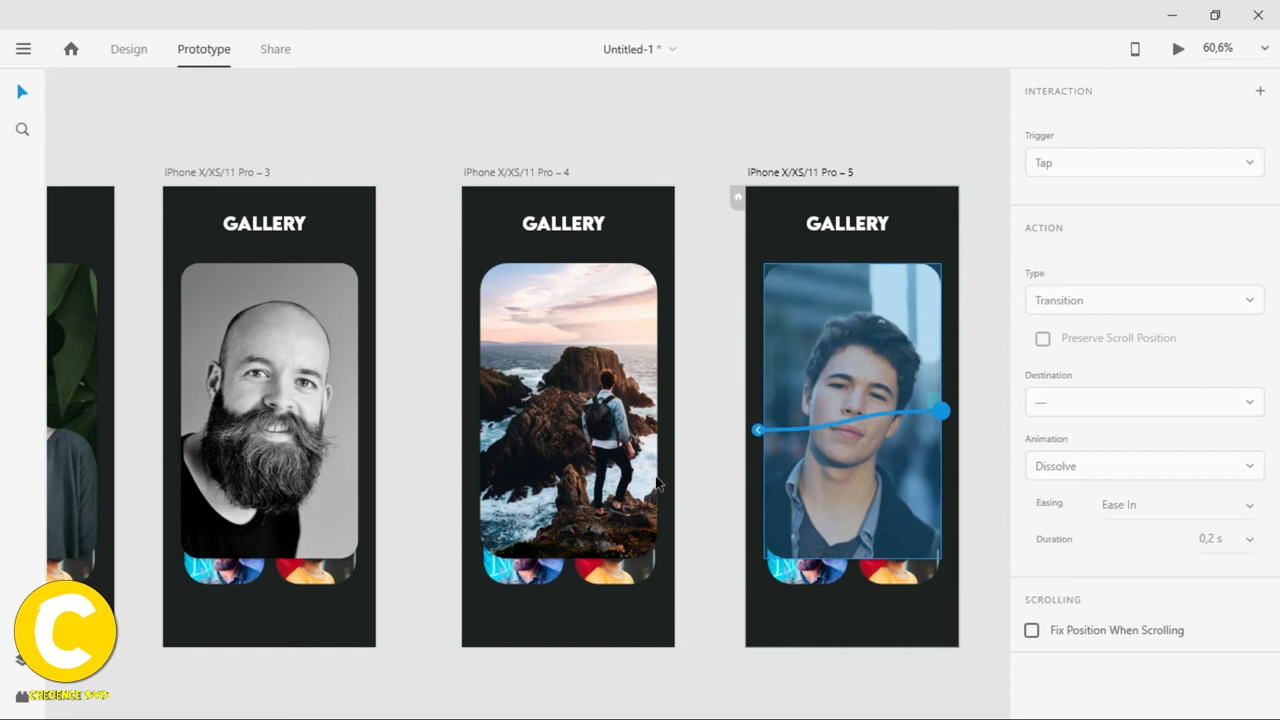 Design
Prototype
Share
Untitled-1 *
60,6%
INTERACTION
Trigger
Tap
ACTION
Type
Transition
Preserve Scroll Position
Destination
—
Animation
Dissolve
Easing
Ease In
Duration
0,2 s
SCROLLING
Fix Position When Scrolling
iPhone X/XS/11 Pro – 3
iPhone X/XS/11 Pro – 4
iPhone X/XS/11 Pro – 5
GALLERY
GALLERY
GALLERY
C
CREDENCE